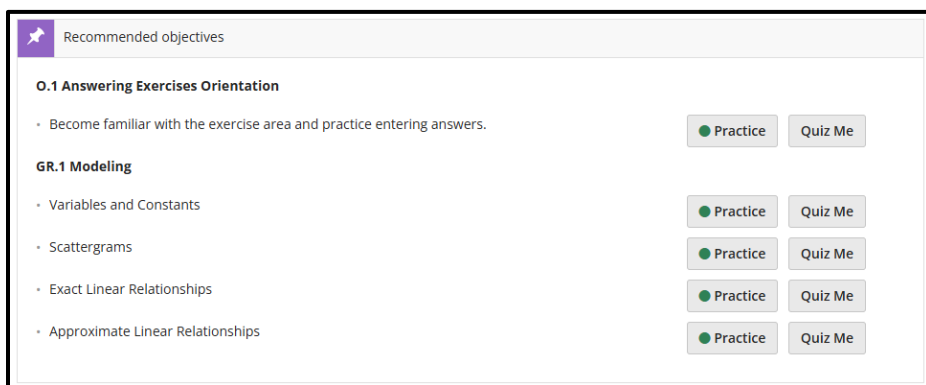 Recommended objectives
O.1 Answering Exercises Orientation
• Become familiar with the exercise area and practice entering answers. Practice Quiz Me
GR.1 Modeling
• Variables and Constants Practice Quiz Me
• Scattergrams Practice Quiz Me
• Exact Linear Relationships Practice Quiz Me
• Approximate Linear Relationships Practice Quiz Me